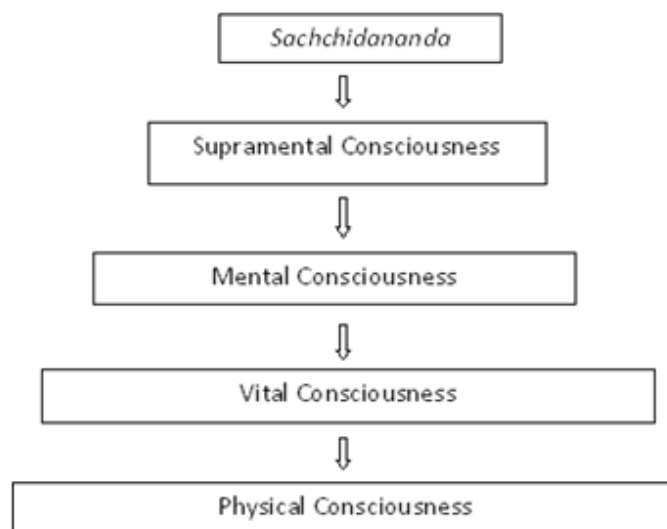 Sachchidananda
Supramental Consciousness
Mental Consciousness
Vital Consciousness
Physical Consciousness